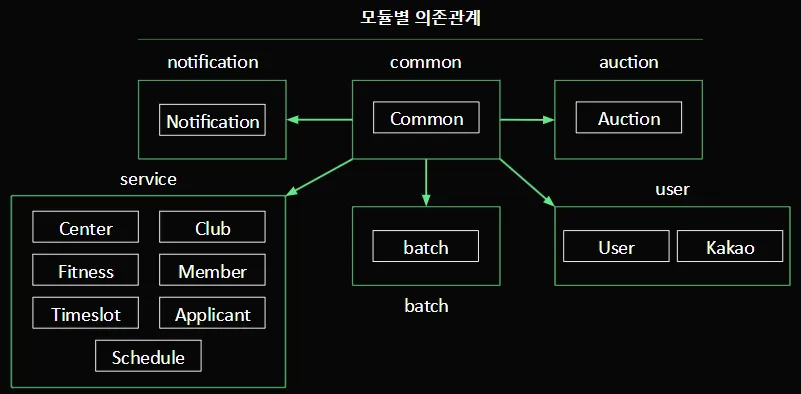 모듈별 의존관계
notification
common
auction
Notification
Common
Auction
service
user
Center
Club
Fitness
Member
Timeslot
Applicant
Schedule
batch
batch
User
Kakao